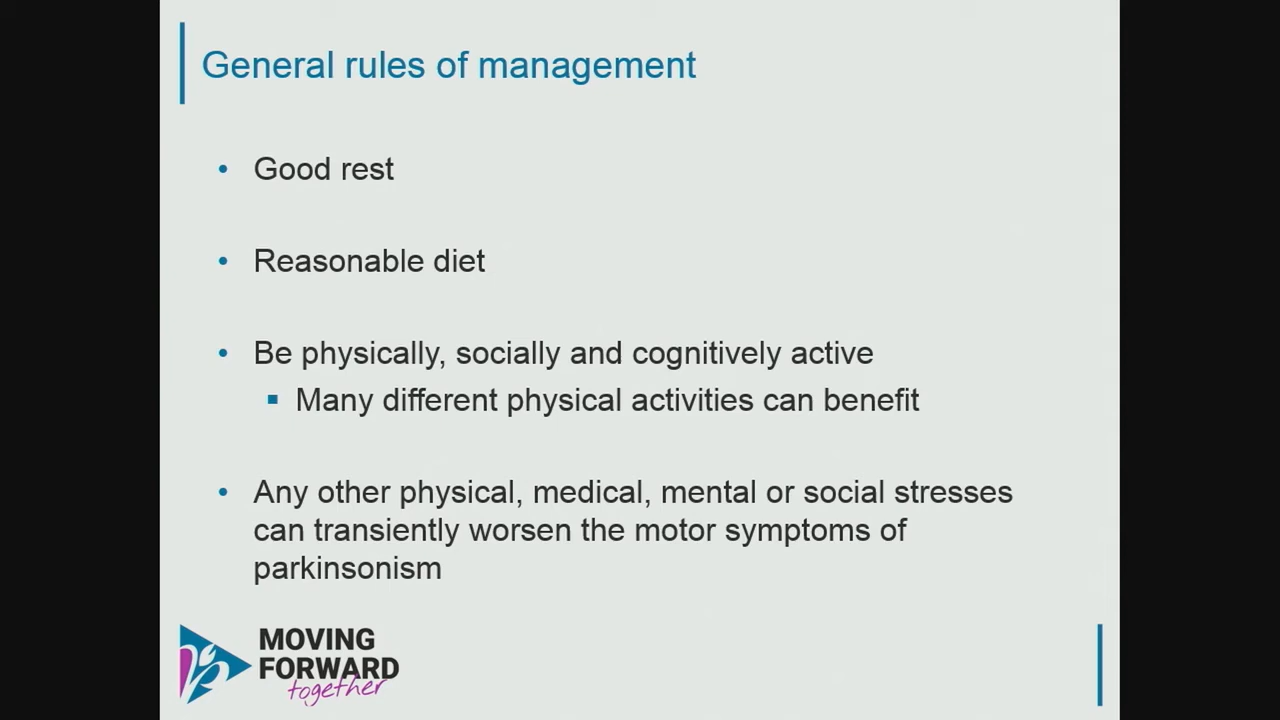 General rules of management
• Good rest
• Reasonable diet
• Be physically, socially and cognitively active
▪ Many different physical activities can benefit
• Any other physical, medical, mental or social stresses
can transiently worsen the motor symptoms of
parkinsonism
MOVING
FORWARD
together